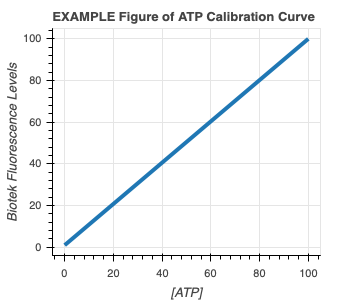 EXAMPLE Figure of ATP Calibration Curve
Biotek Fluorescence Levels
100
80
60
40
20
0
0 20 40 60 80 100
[ATP]